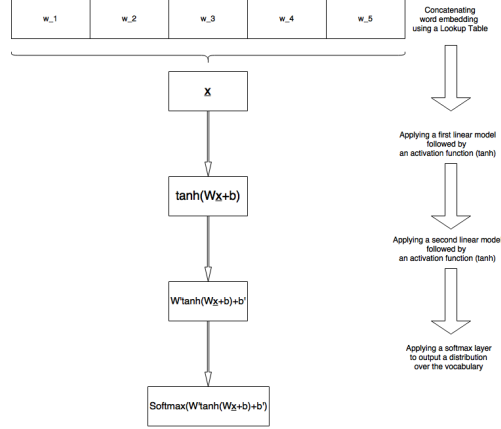 w_1 w_2 w_3 w_4 w_5
Concatenating
word embedding
using a Lookup Table
x
Applying a first linear model
followed by
an activation function (tanh)
tanh(Wx+b)
Applying a second linear model
followed by
an activation function (tanh)
W'tanh(Wx+b)+b'
Applying a softmax layer
to output a distribution
over the vocabulary
Softmax(W'tanh(Wx+b)+b')